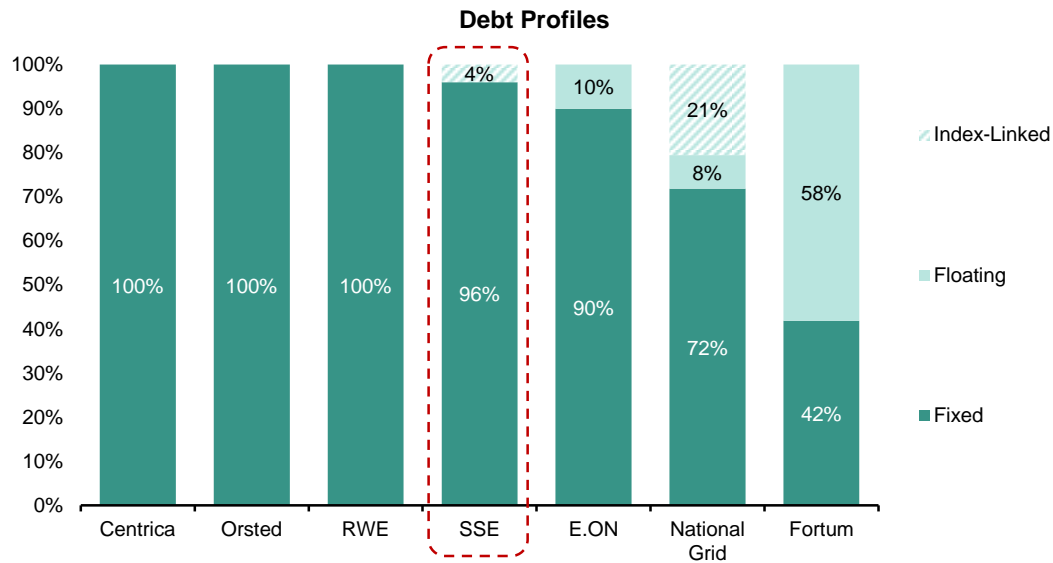 Debt Profiles
100%
90%
80%
70%
60%
50%
40%
30%
20%
10%
0%
100%
100%
100%
4%
96%
10%
90%
21%
8%
72%
58%
42%
Centrica
Orsted
RWE
SSE
E.ON
National
Grid
Fortum
Index-Linked
Floating
Fixed